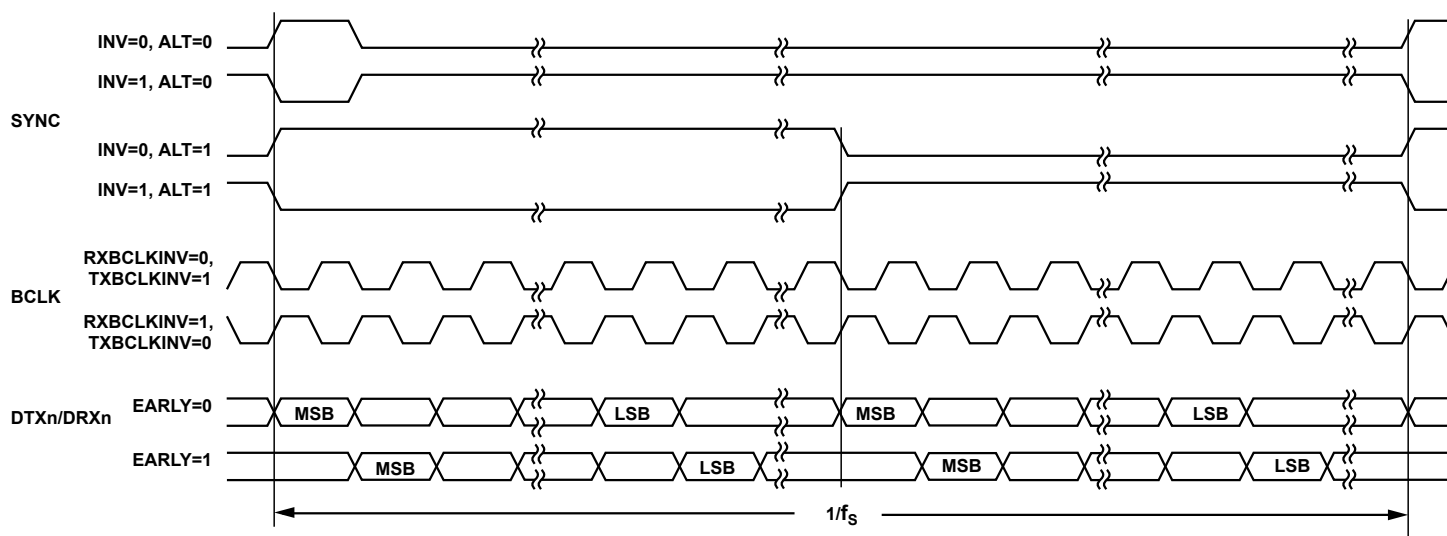 INV=0, ALT=0
INV=1, ALT=0
SYNC
INV=0, ALT=1
INV=1, ALT=1
RXBCLKINV=0,
TXBCLKINV=1
BCLK
RXBCLKINV=1,
TXBCLKINV=0
DTXn/DRXn
EARLY=0
MSB
LSB
MSB
LSB
EARLY=1
MSB
LSB
MSB
LSB
1/fS